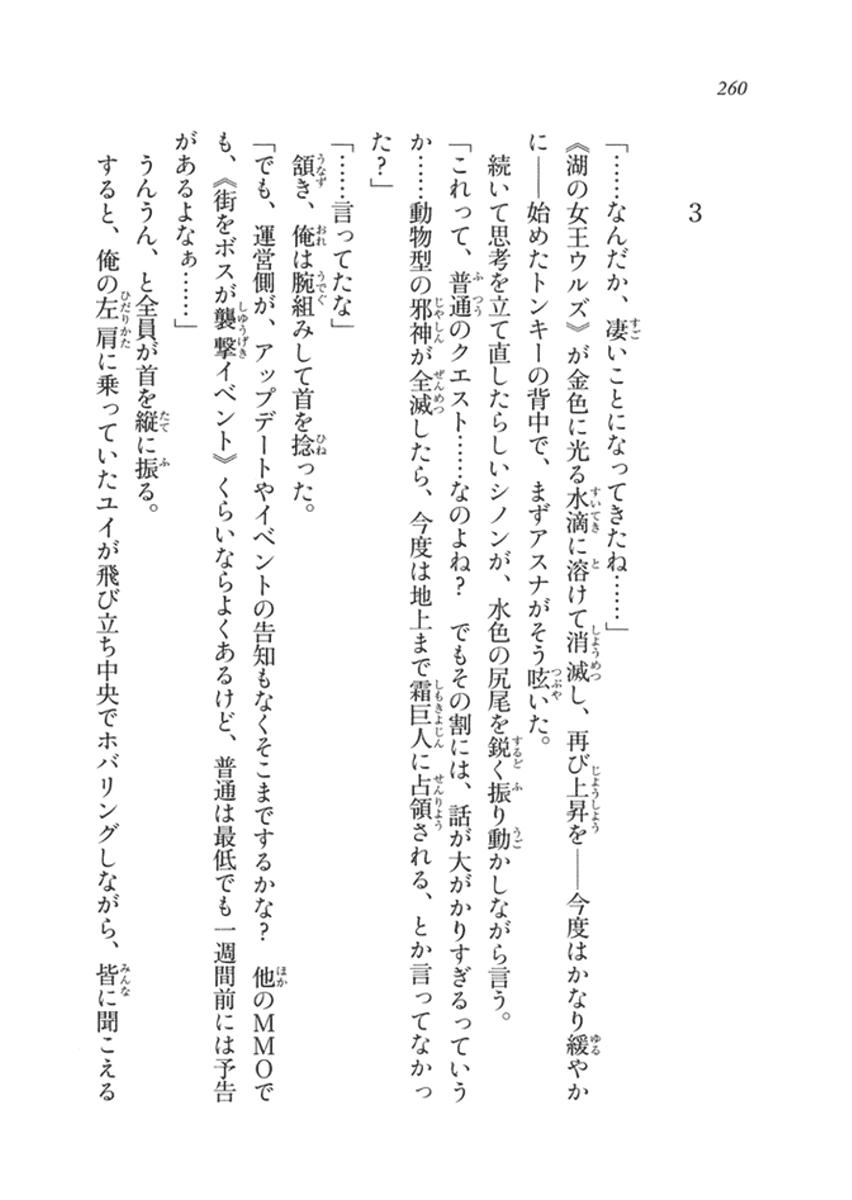 260
3
「……なんだか、凄いことになってきたね……」
《湖の女王ウルズ》が金色に光る水滴に溶けて消滅し、再び上昇を――今度はかなり緩やか
に――始めたトンキーの背中で、まずアスナがそう呟いた。
続いて思考を立て直したらしいシノンが、水色の尻尾を鋭く振り動かしながら言う。
「これって、普通のクエスト……なのよね? でもその割には、話が大がかりすぎるっていう
か……動物型の邪神が全滅したら、今度は地上まで霜巨人に占領される、とか言ってなかっ
た?」
「……言ってたな」
頷き、俺は腕組みして首を捻った。
「でも、運営側が、アップデートやイベントの告知もなくそこまでするかな? 他のMMOで
も、《街をボスが襲撃イベント》くらいならよくあるけど、普通は最低でも一週間前には予告
があるよなぁ……」
うんうん、と全員が首を縦に振る。
すると、俺の左肩に乗っていたユイが飛び立ち中央でホバリングしながら、皆に聞こえる